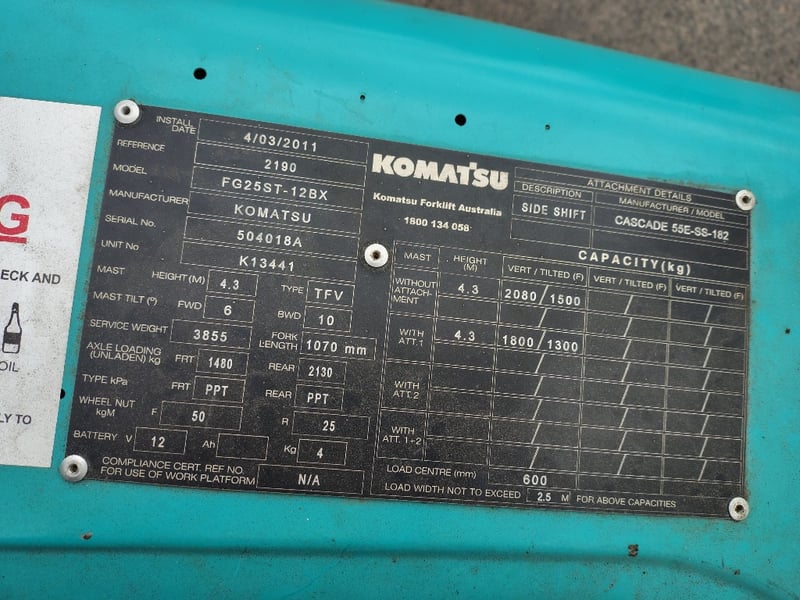 G
ECK AND
OIL
LY TO
INSTALL DATE 4/03/2011
REFERENCE 2190
MODEL FG25ST-12BX
MANUFACTURER KOMATSU
SERIAL No. 504018A
UNIT No K13441
MAST HEIGHT (M) 4.3 TYPE TFV
MAST TILT (º) FWD 6 BWD 10
SERVICE WEIGHT 3855 FORK LENGTH 1070 mm
AXLE LOADING (UNLADEN) kg FRT 1480 REAR 2130
TYPE kPa FRT PPT REAR PPT
WHEEL NUT kgM F 50 R 25
BATTERY V 12 Ah Kg 4
COMPLIANCE CERT. REF NO. FOR USE OF WORK PLATFORM N/A
KOMATSU
Komatsu Forklift Australia
1800 134 058
ATTACHMENT DETAILS
DESCRIPTION MANUFACTURER / MODEL
SIDE SHIFT CASCADE 55E-SS-182
CAPACITY(kg)
MAST HEIGHT (M) VERT / TILTED (F) VERT / TILTED (F) VERT / TILTED (F)
WITHOUT ATTACH-MENT 4.3 2080/1500
WITH ATT.1 4.3 1800/1300
WITH ATT.2
WITH ATT. 1-2
LOAD CENTRE (mm) 600
LOAD WIDTH NOT TO EXCEED 2.5 M FOR ABOVE CAPACITIES